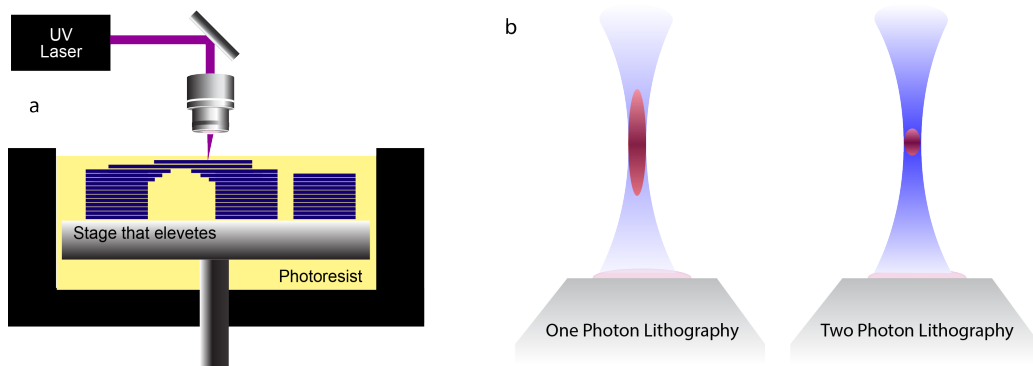 UV
Laser
a
Stage that elevetes
Photoresist
b
One Photon Lithography
Two Photon Lithography